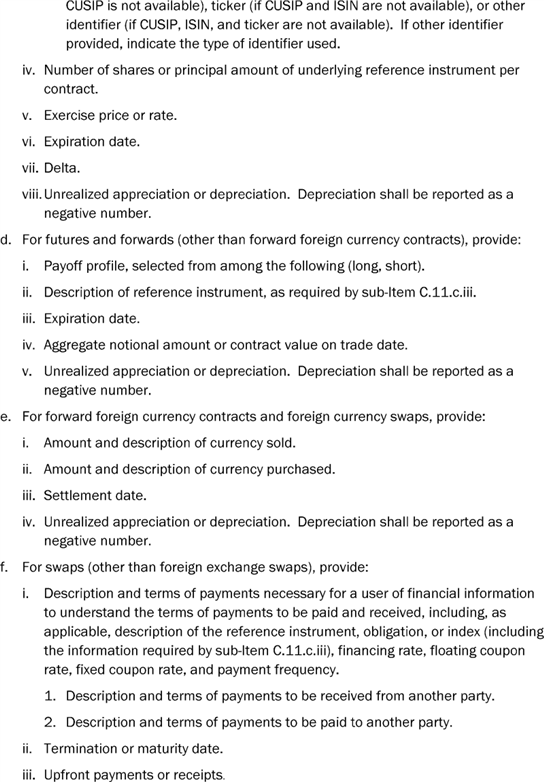 CUSIP is not available), ticker (if CUSIP and ISIN are not available), or other
identifier (if CUSIP, ISIN, and ticker are not available).  If other identifier
provided, indicate the type of identifier used.
iv. Number of shares or principal amount of underlying reference instrument per
contract.
v. Exercise price or rate.
vi. Expiration date.
vii. Delta.
viii. Unrealized appreciation or depreciation.  Depreciation shall be reported as a
negative number.
d. For futures and forwards (other than forward foreign currency contracts), provide:
i. Payoff profile, selected from among the following (long, short).
ii. Description of reference instrument, as required by sub-Item C.11.c.iii.
iii. Expiration date.
iv. Aggregate notional amount or contract value on trade date.
v. Unrealized appreciation or depreciation.  Depreciation shall be reported as a
negative number.
e. For forward foreign currency contracts and foreign currency swaps, provide:
i. Amount and description of currency sold.
ii. Amount and description of currency purchased.
iii. Settlement date.
iv. Unrealized appreciation or depreciation.  Depreciation shall be reported as a
negative number.
f. For swaps (other than foreign exchange swaps), provide:
i. Description and terms of payments necessary for a user of financial information
to understand the terms of payments to be paid and received, including, as
applicable, description of the reference instrument, obligation, or index (including
the information required by sub-Item C.11.c.iii), financing rate, floating coupon
rate, fixed coupon rate, and payment frequency.
1. Description and terms of payments to be received from another party.
2. Description and terms of payments to be paid to another party.
ii. Termination or maturity date.
iii. Upfront payments or receipts.